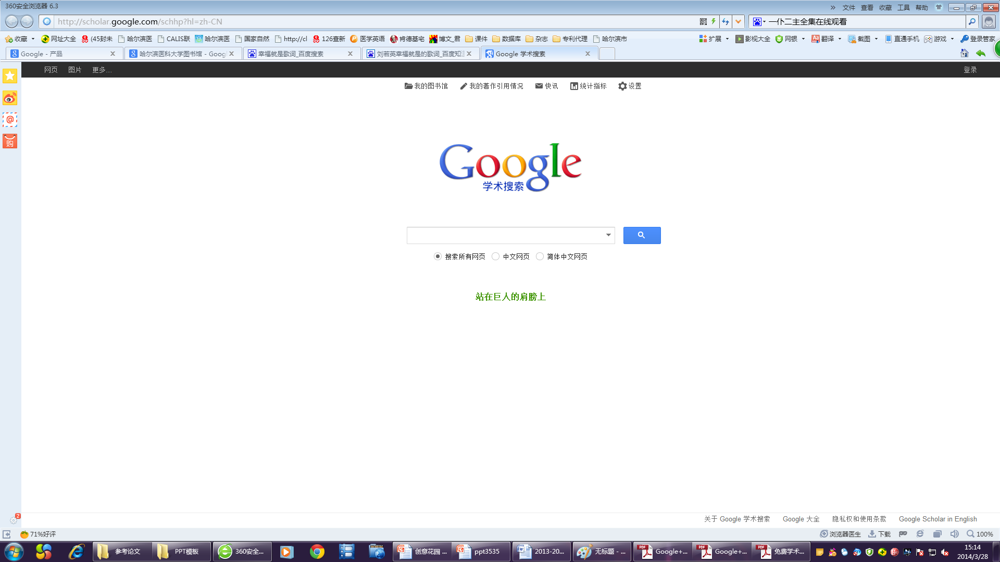 360安全浏览器 6.3
» 文件 查看 收藏 工具 帮助
http://scholar.google.com/schhp?hl=zh-CN
一仆二主全集在线观看
收藏 网址大全 (45封未 哈尔滨医 CALIS联 哈尔滨医 国家自然 http://cl 126查新 医学英语 肯德基宅 博文_君 课件 数据库 杂志 专利代理 哈尔滨市 扩展 影视大全 网银 翻译 截图 直通手机 游戏 登录管家
Google - 产品
哈尔滨医科大学图书馆 - Goog
幸福就是歌词_百度搜索
刘若英幸福就是的歌词_百度知道
Google 学术搜索
网页 图片 更多... 登录
我的图书馆 我的著作引用情况 快讯 统计指标 设置
Google
学术搜索
搜索所有网页 中文网页 简体中文网页
站在巨人的肩膀上
购
2
关于 Google 学术搜索 Google 大全 隐私权和使用条款 Google Scholar in English
71%好评 浏览器医生 下载 100%
参考论文 PPT模板 360安全... 创意花园 ... ppt3535 2013-20... 无标题 - ... Google+... Google+... 免费学术...
15:14
2014/3/28